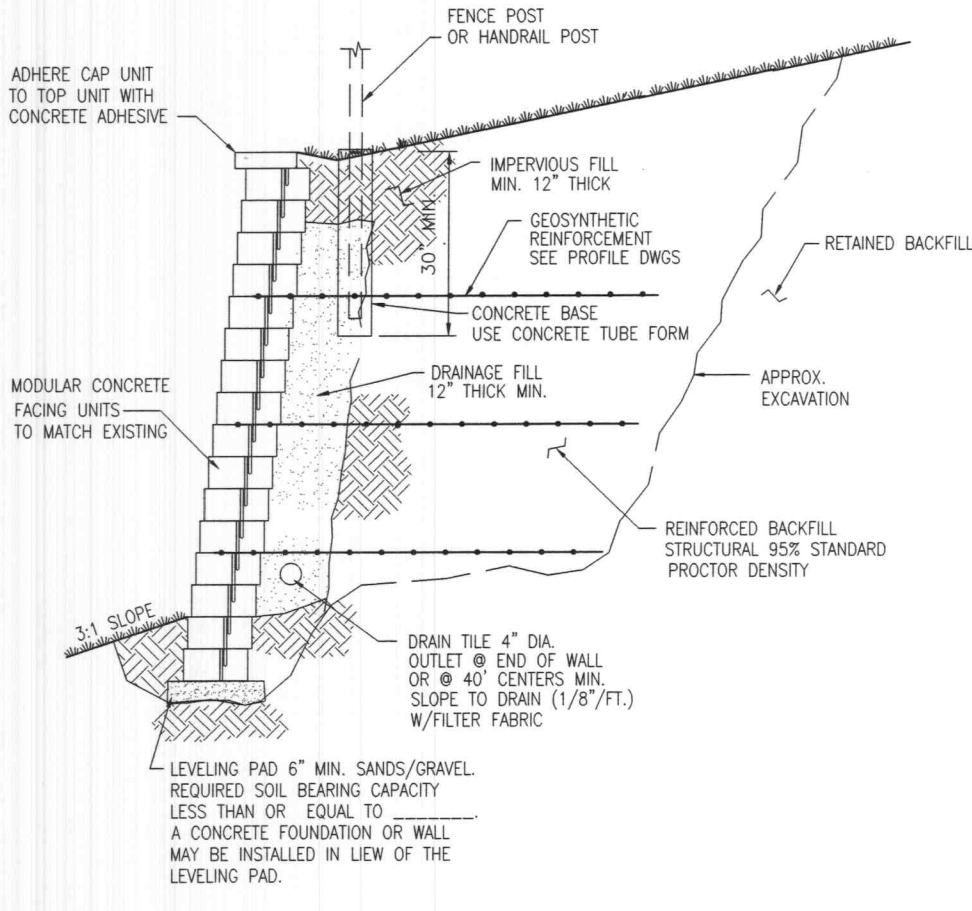 FENCE POST
OR HANDRAIL POST
ADHERE CAP UNIT
TO TOP UNIT WITH
CONCRETE ADHESIVE
IMPERVIOUS FILL
MIN. 12" THICK
30" MIN.
GEOSYNTHETIC
REINFORCEMENT
SEE PROFILE DWGS
RETAINED BACKFILL
CONCRETE BASE
USE CONCRETE TUBE FORM
DRAINAGE FILL
12" THICK MIN.
APPROX.
EXCAVATION
MODULAR CONCRETE
FACING UNITS
TO MATCH EXISTING
REINFORCED BACKFILL
STRUCTURAL 95% STANDARD
PROCTOR DENSITY
3:1 SLOPE
DRAIN TILE 4" DIA.
OUTLET @ END OF WALL
OR @ 40' CENTERS MIN.
SLOPE TO DRAIN (1/8"/FT.)
W/FILTER FABRIC
LEVELING PAD 6" MIN. SANDS/GRAVEL.
REQUIRED SOIL BEARING CAPACITY
LESS THAN OR EQUAL TO _______.
A CONCRETE FOUNDATION OR WALL
MAY BE INSTALLED IN LIEW OF THE
LEVELING PAD.